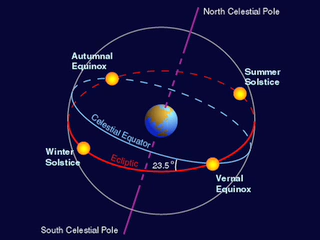 North Celestial Pole
Autumnal
Equinox
Summer
Solstice
Celestial Equator
Winter
Solstice
Ecliptic
23.5°
Vernal
Equinox
South Celestial Pole